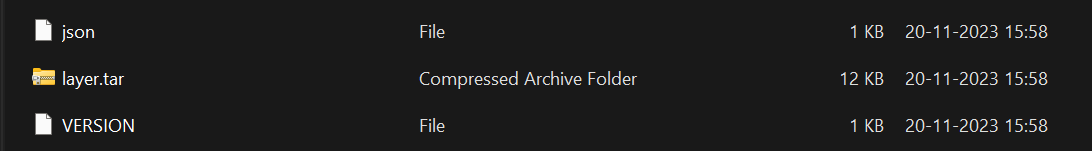 json File 1 KB 20-11-2023 15:58
layer.tar Compressed Archive Folder 12 KB 20-11-2023 15:58
VERSION File 1 KB 20-11-2023 15:58